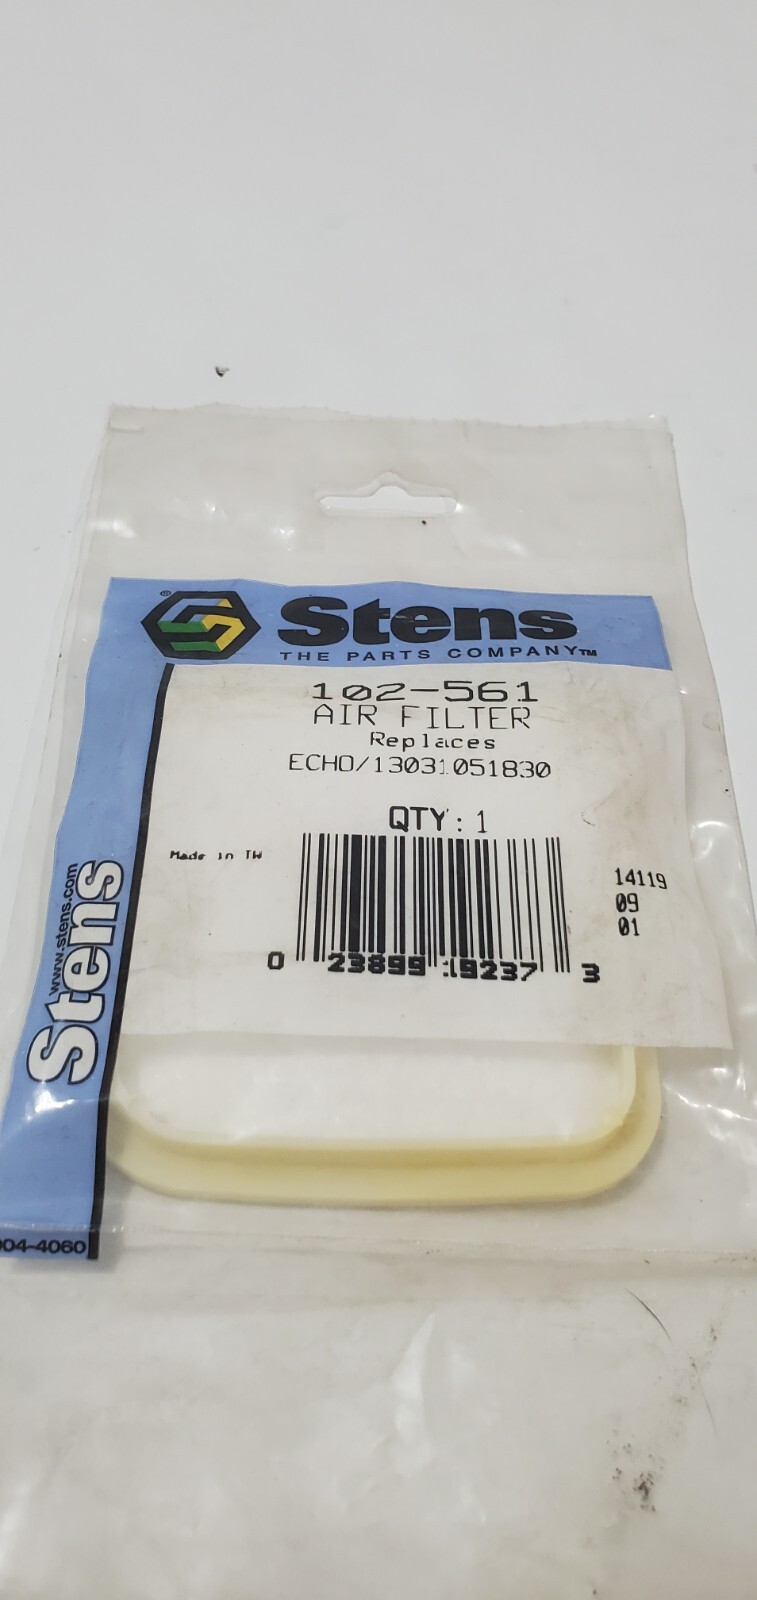 ® Stens
THE PARTS COMPANY™
102-561
AIR FILTER
Replaces
ECHO/13031051830
QTY: 1
Made in TW
14119
09
01
0 23899 19237 3
www.stens.com
Stens
004-4060